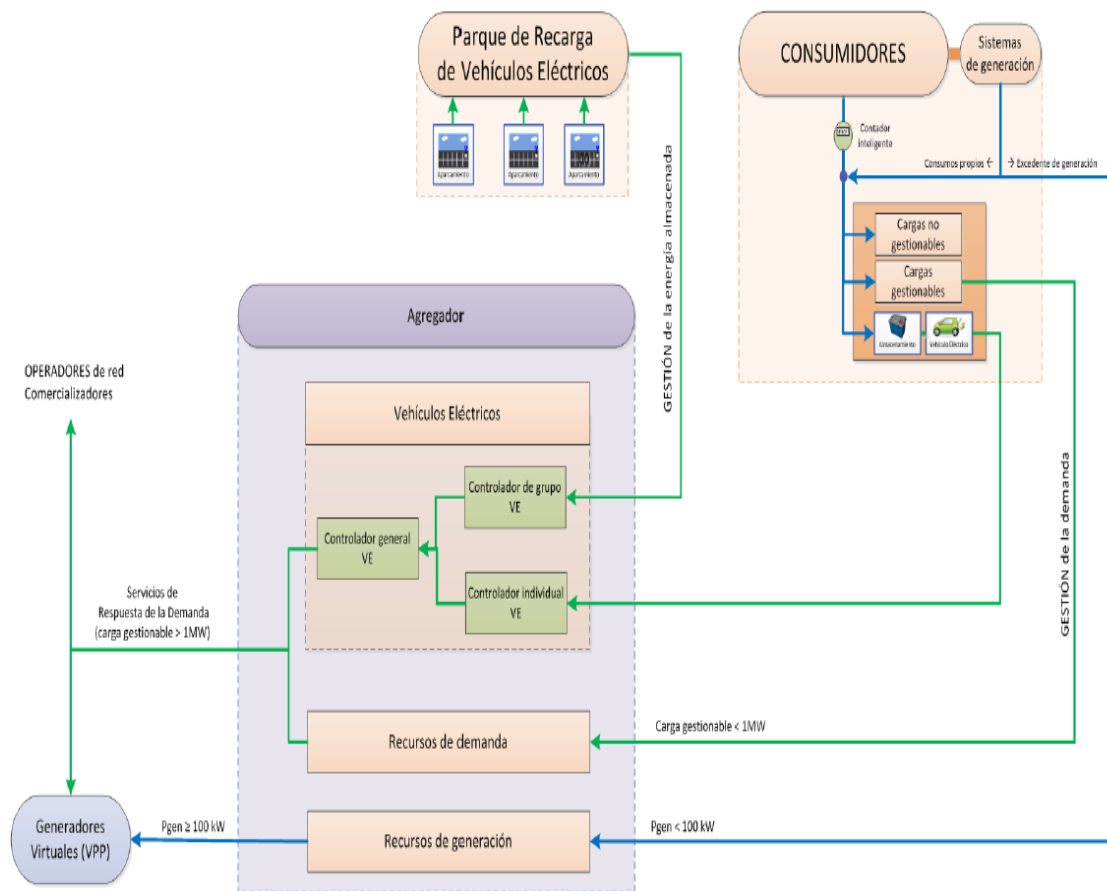 Parque de Recarga
de Vehículos Eléctricos
Aparcamiento
Aparcamiento
Aparcamiento
CONSUMIDORES
Sistemas
de generación
Contador
inteligente
Consumos propios ←
→ Excedente de generación
Cargas no
gestionables
Cargas
gestionables
Almacenamiento
Vehículo Eléctrico
GESTIÓN de la energía almacenada
GESTIÓN de la demanda
Agregador
OPERADORES de red
Comercializadores
Vehículos Eléctricos
Controlador de grupo
VE
Controlador general
VE
Controlador individual
VE
Servicios de
Respuesta de la Demanda
(carga gestionable > 1MW)
Recursos de demanda
Carga gestionable < 1MW
Generadores
Virtuales (VPP)
Pgen ≥ 100 kW
Recursos de generación
Pgen < 100 kW